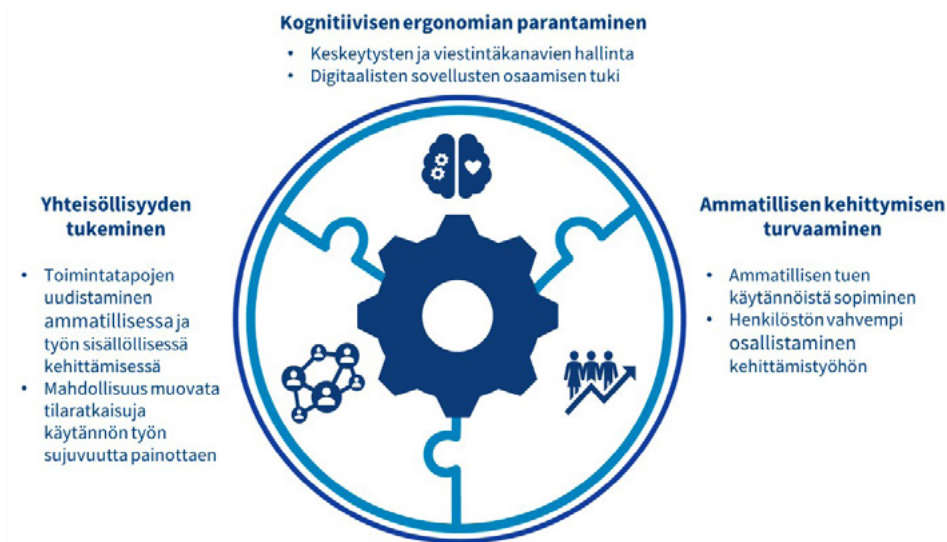 Kognitiivisen ergonomian parantaminen
• Keskeytysten ja viestintäkanavien hallinta
• Digitaalisten sovellusten osaamisen tuki
Yhteisöllisyyden
tukeminen
• Toimintatapojen
uudistaminen
ammatillisessa ja
työn sisällöllisessä
kehittämisessä
• Mahdollisuus muovata
tilaratkaisuja
käytännön työn
sujuvuutta painottaen
Ammatillisen kehittymisen
turvaaminen
• Ammatillisen tuen
käytännöistä sopiminen
• Henkilöstön vahvempi
osallistaminen
kehittämistyöhön